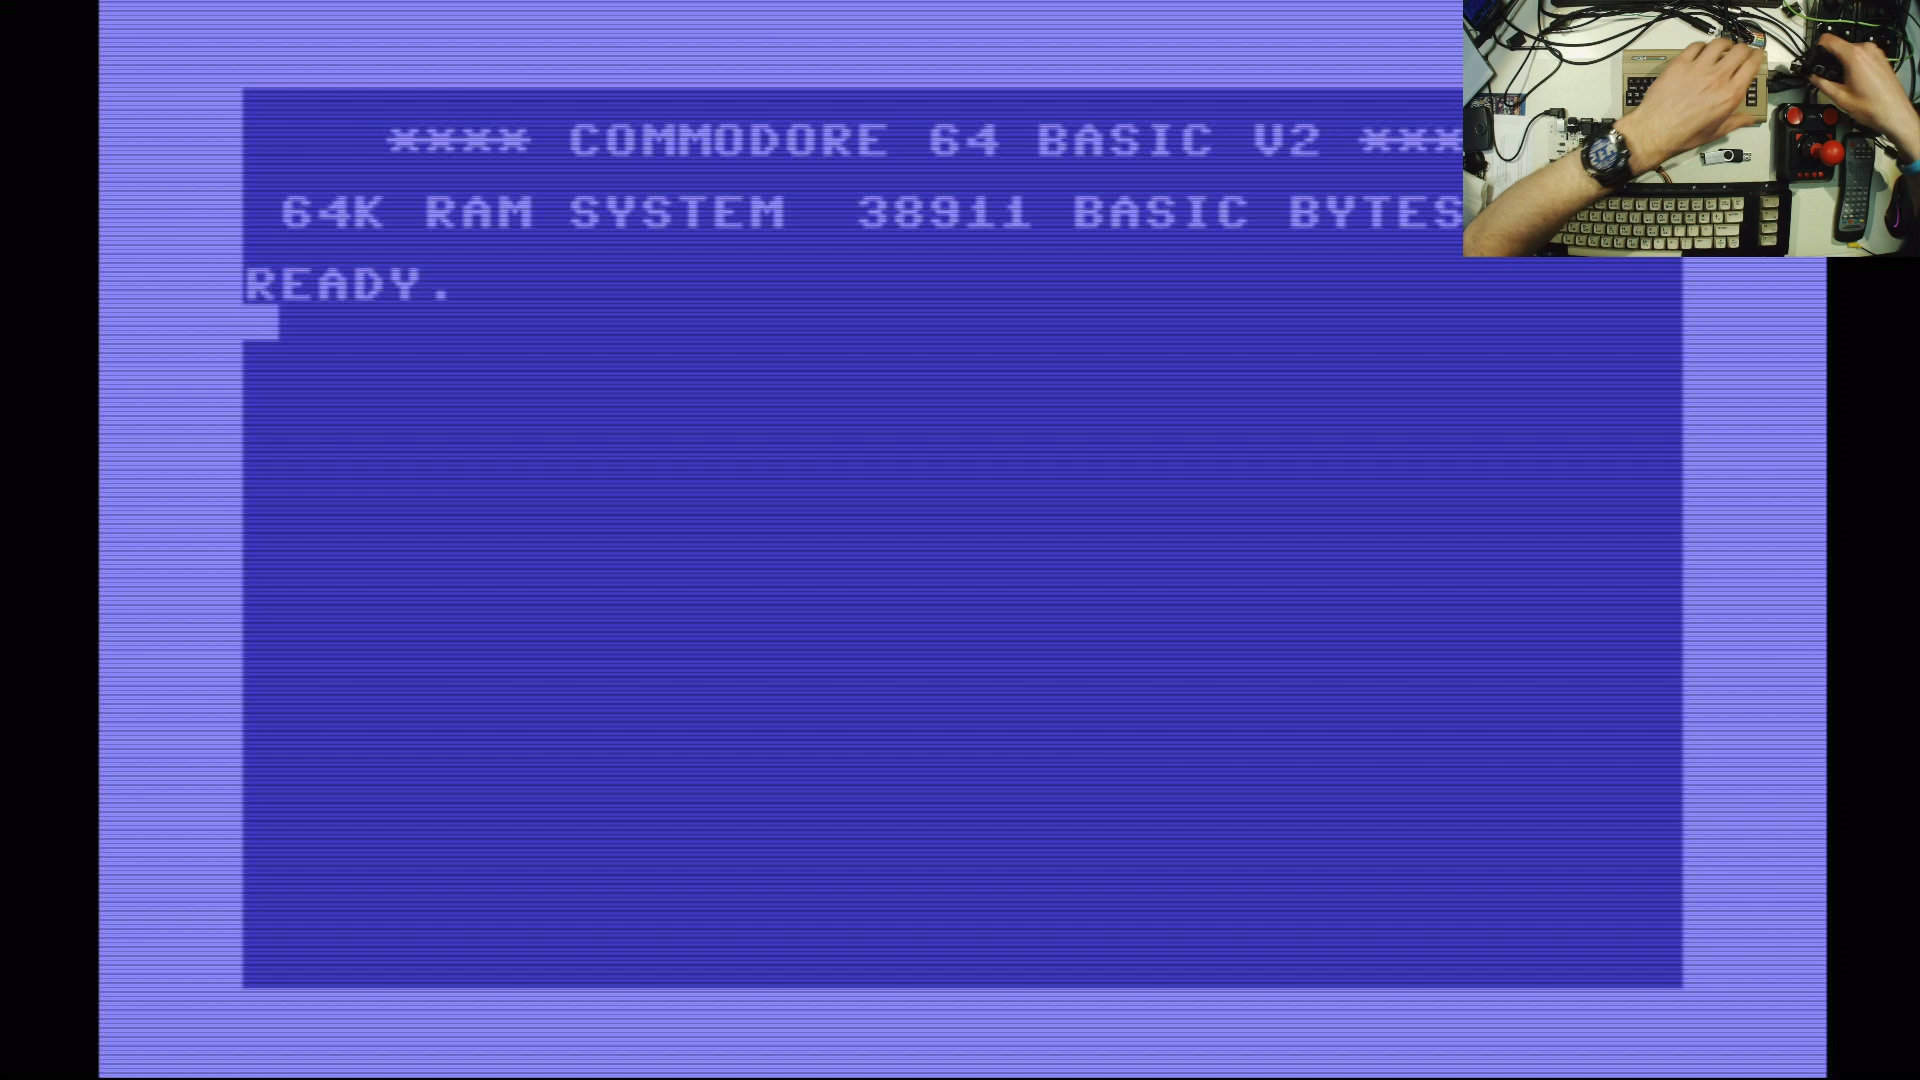 **** COMMODORE 64 BASIC V2 ***
64K RAM SYSTEM  38911 BASIC BYTES
READY.